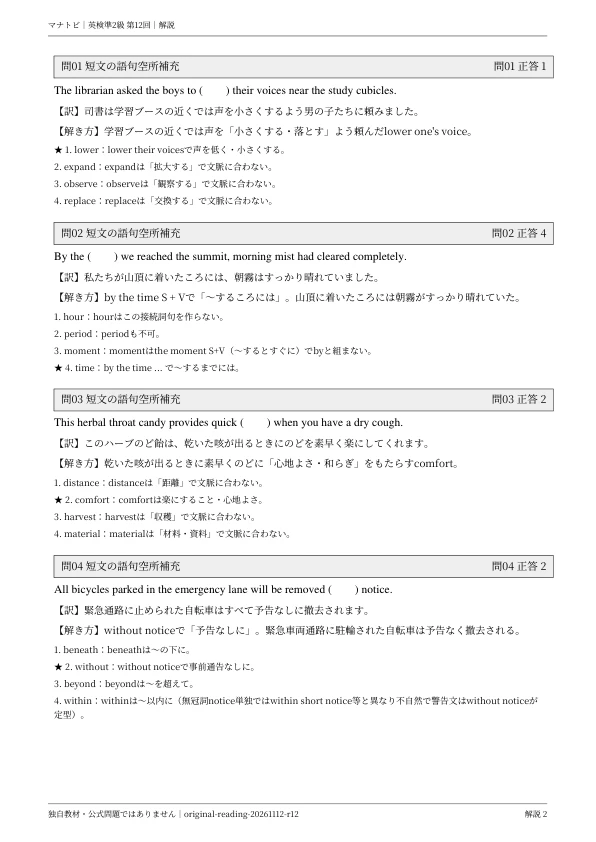 マナトビ｜英検準2級 第12回｜解説
問01 短文の語句空所補充 問01 正答 1
The librarian asked the boys to (　　) their voices near the study cubicles.
【訳】司書は学習ブースの近くでは声を小さくするよう男の子たちに頼みました。
【解き方】学習ブースの近くでは声を「小さくする・落とす」よう頼んだlower one's voice。
★ 1. lower：lower their voicesで声を低く・小さくする。
2. expand：expandは「拡大する」で文脈に合わない。
3. observe：observeは「観察する」で文脈に合わない。
4. replace：replaceは「交換する」で文脈に合わない。
問02 短文の語句空所補充 問02 正答 4
By the (　　) we reached the summit, morning mist had cleared completely.
【訳】私たちが山頂に着いたころには、朝霧はすっかり晴れていました。
【解き方】by the time S + Vで「〜するころには」。山頂に着いたころには朝霧がすっかり晴れていた。
1. hour：hourはこの接続詞句を作らない。
2. period：periodも不可。
3. moment：momentはthe moment S+V（〜するとすぐに）でbyと組まない。
★ 4. time：by the time ... で〜するまでには。
問03 短文の語句空所補充 問03 正答 2
This herbal throat candy provides quick (　　) when you have a dry cough.
【訳】このハーブのど飴は、乾いた咳が出るときにのどを素早く楽にしてくれます。
【解き方】乾いた咳が出るときに素早くのどに「心地よさ・和らぎ」をもたらすcomfort。
1. distance：distanceは「距離」で文脈に合わない。
★ 2. comfort：comfortは楽にすること・心地よさ。
3. harvest：harvestは「収穫」で文脈に合わない。
4. material：materialは「材料・資料」で文脈に合わない。
問04 短文の語句空所補充 問04 正答 2
All bicycles parked in the emergency lane will be removed (　　) notice.
【訳】緊急通路に止められた自転車はすべて予告なしに撤去されます。
【解き方】without noticeで「予告なしに」。緊急車両通路に駐輪された自転車は予告なく撤去される。
1. beneath：beneathは〜の下に。
★ 2. without：without noticeで事前通告なしに。
3. beyond：beyondは〜を超えて。
4. within：withinは〜以内に（無冠詞notice単独ではwithin short notice等と異なり不自然で警告文はwithout noticeが
定型）。
独自教材・公式問題ではありません｜original-reading-20261112-r12 解説 2